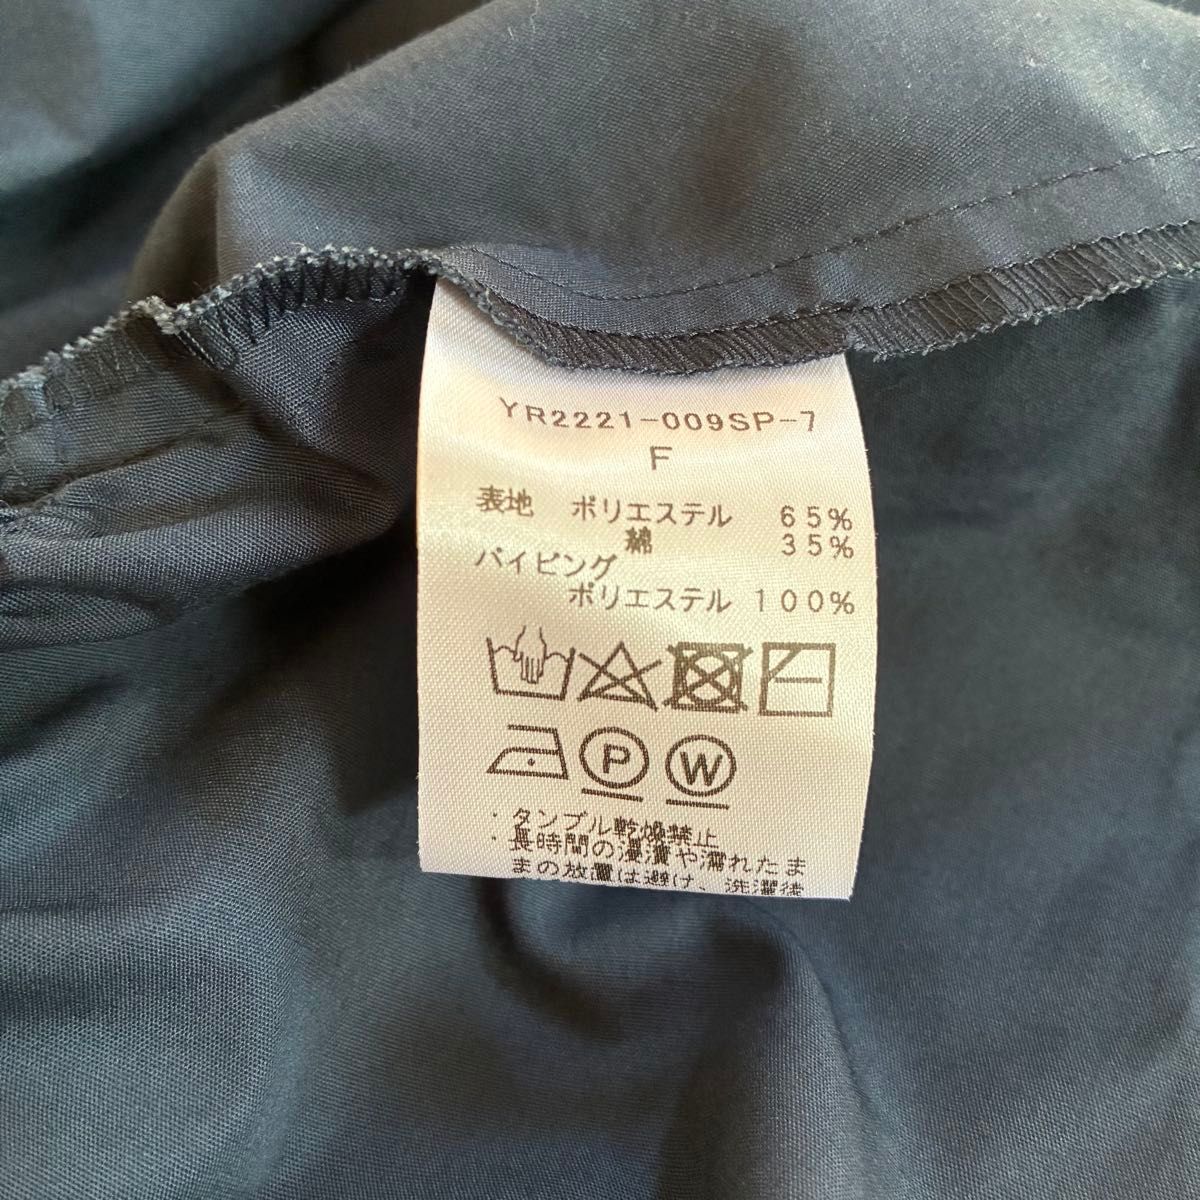 YR2221-009SP-7
F
表地 ポリエステル 65%
綿 35%
パイピング
ポリエステル 100%
P W
・タンブル乾燥禁止
・長時間の浸漬や濡れたま
まの放置は避け、洗濯後